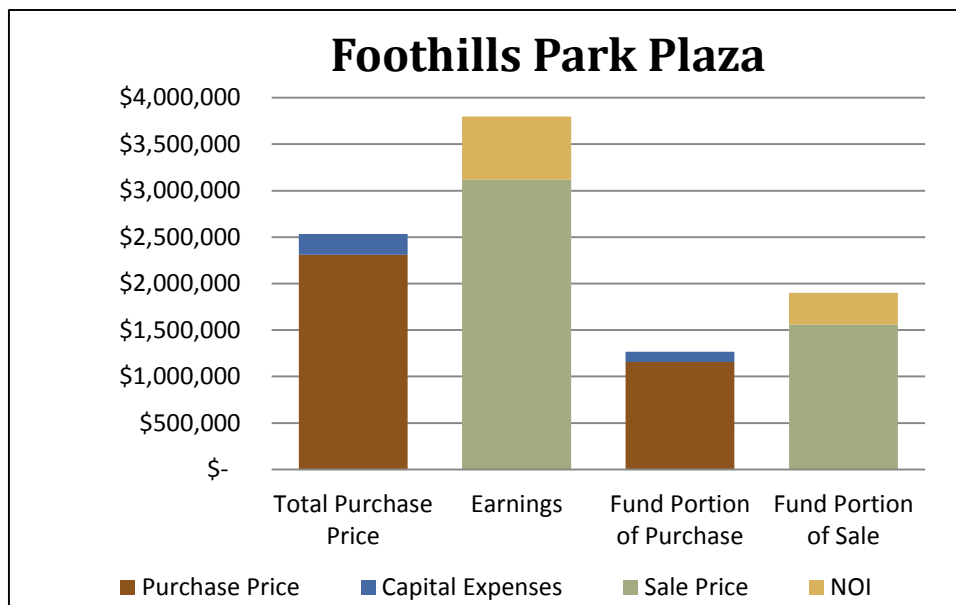 Foothills Park Plaza
$4,000,000
$3,500,000
$3,000,000
$2,500,000
$2,000,000
$1,500,000
$1,000,000
$500,000
$-
Total Purchase
Price
Earnings
Fund Portion
of Purchase
Fund Portion
of Sale
Purchase Price
Capital Expenses
Sale Price
NOI